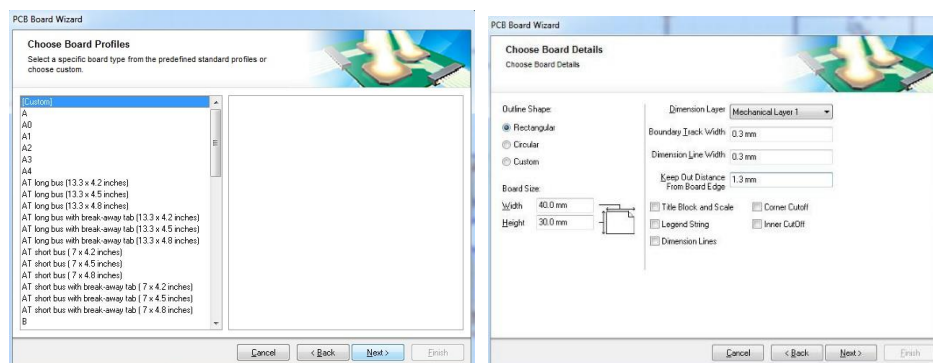 PCB Board Wizard
Choose Board Profiles
Select a specific board type from the predefined standard profiles or
choose custom.
[Custom]
A
A0
A1
A2
A3
A4
AT long bus (13.3 x 4.2 inches)
AT long bus (13.3 x 4.5 inches)
AT long bus (13.3 x 4.8 inches)
AT long bus with break-away tab (13.3 x 4.2 inches)
AT long bus with break-away tab (13.3 x 4.5 inches)
AT long bus with break-away tab (13.3 x 4.8 inches)
AT short bus ( 7 x 4.2 inches)
AT short bus ( 7 x 4.5 inches)
AT short bus ( 7 x 4.8 inches)
AT short bus with break-away tab ( 7 x 4.2 inches)
AT short bus with break-away tab ( 7 x 4.5 inches)
AT short bus with break-away tab ( 7 x 4.8 inches)
B
Cancel < Back Next > Finish
PCB Board Wizard
Choose Board Details
Choose Board Details
Outline Shape:
Rectangular
Circular
Custom
Board Size:
Width 40.0 mm
Height 30.0 mm
Dimension Layer Mechanical Layer 1
Boundary Track Width 0.3 mm
Dimension Line Width 0.3 mm
Keep Out Distance
From Board Edge 1.3 mm
Title Block and Scale Corner Cutoff
Legend String Inner CutOff
Dimension Lines
Cancel < Back Next > Finish